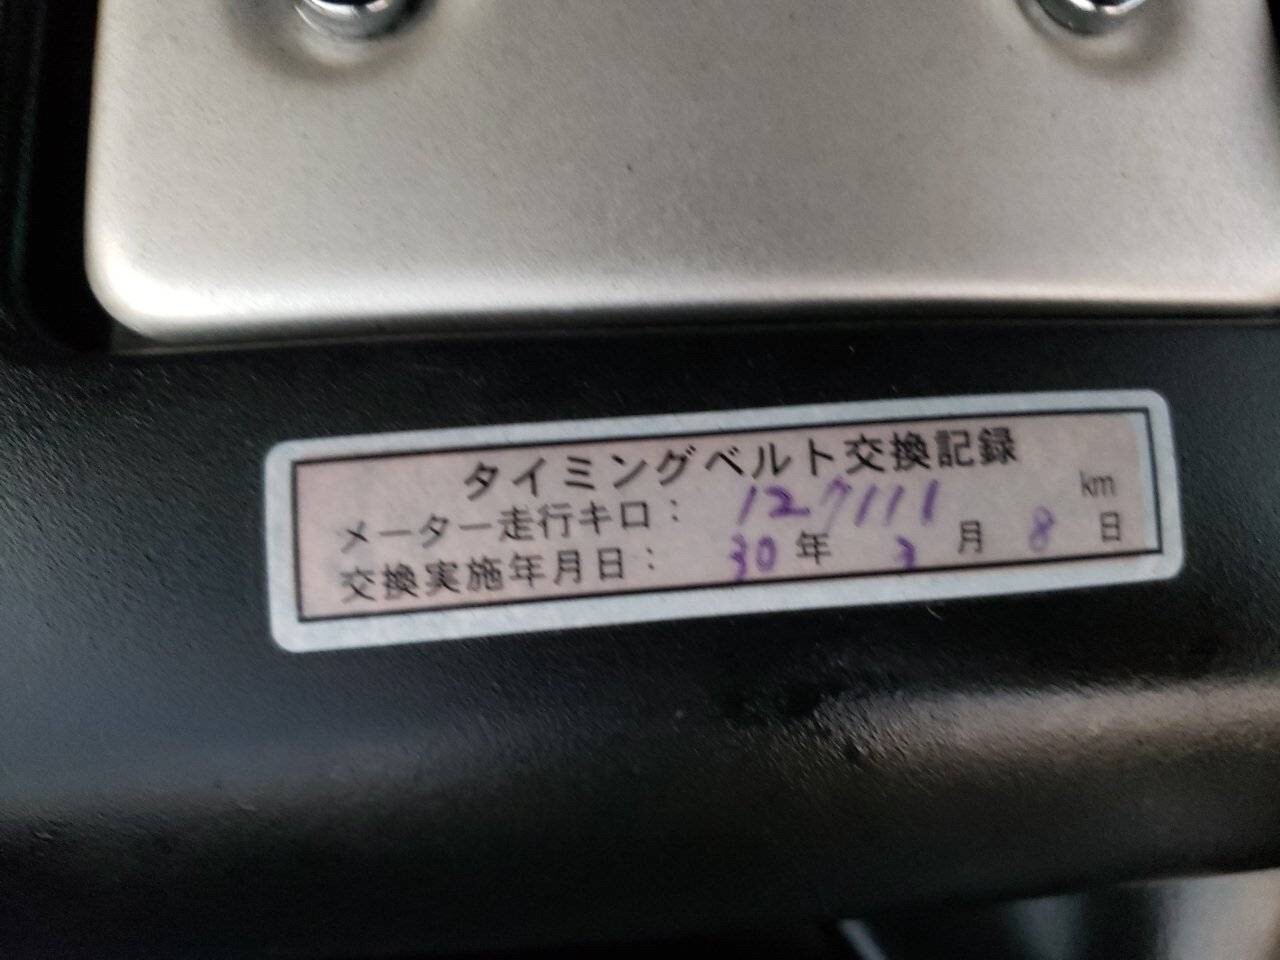 タイミングベルト交換記録
メーター走行キロ： 127111 km
交換実施年月日： 30年 3月 8日